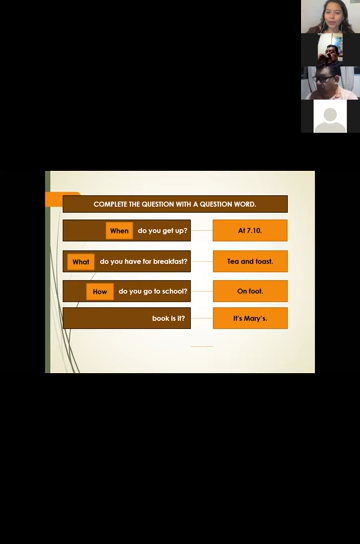 COMPLETE THE QUESTION WITH A QUESTION WORD.
When do you get up? At 7.10.
What do you have for breakfast? Tea and toast.
How do you go to school? On foot.
book is it? It's Mary's.